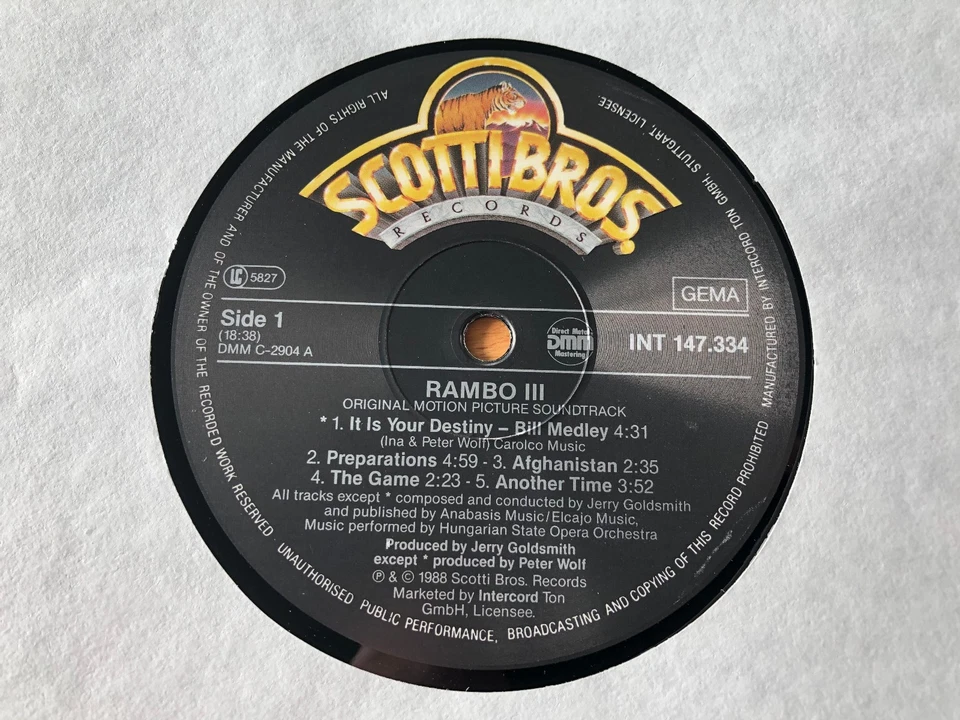 SCOTTI BROS.
RECORDS
LC 5827
GEMA
Side 1
(18:38)
DMM C-2904 A
Direct Metal
DMM
Mastering
INT 147.334
RAMBO III
ORIGINAL MOTION PICTURE SOUNDTRACK
* 1. It Is Your Destiny – Bill Medley 4:31
(Ina & Peter Wolf) Carolco Music
2. Preparations 4:59 - 3. Afghanistan 2:35
4. The Game 2:23 - 5. Another Time 3:52
All tracks except * composed and conducted by Jerry Goldsmith
and published by Anabasis Music/Elcajo Music,
Music performed by Hungarian State Opera Orchestra
Produced by Jerry Goldsmith
except * produced by Peter Wolf
℗ & © 1988 Scotti Bros. Records
Marketed by Intercord Ton
GmbH, Licensee.
ALL RIGHTS OF THE MANUFACTURER AND OF THE OWNER OF THE RECORDED WORK RESERVED. UNAUTHORISED PUBLIC PERFORMANCE, BROADCASTING AND COPYING OF THIS RECORD PROHIBITED. MANUFACTURED BY INTERCORD TON GMBH, STUTTGART, LICENSEE.